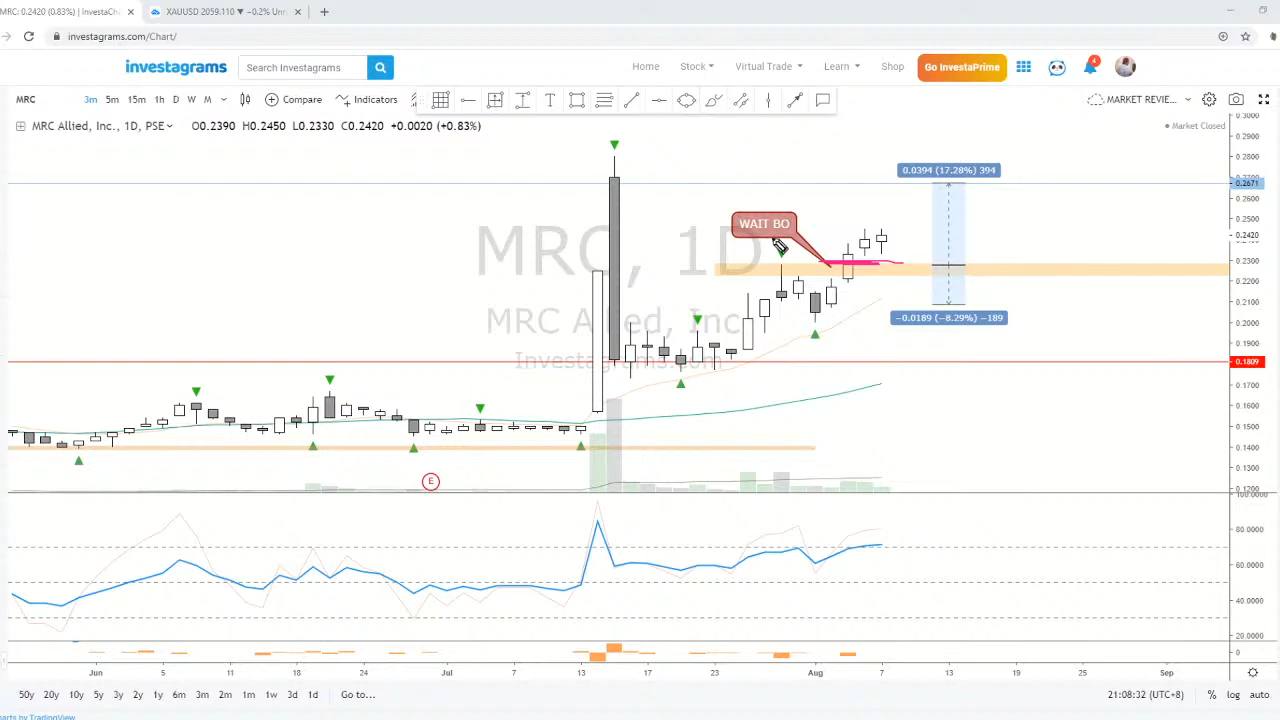 MRC: 0.2420 (0.83%) | InvestaCha
XAUUSD 2059.110 ▼ −0.2% Unr
investagrams.com/Chart/
investagrams
Search Investagrams
Home
Stock
Virtual Trade
Learn
Shop
Go InvestaPrime
4
MRC
3m 5m 15m 1h D W M
Compare
Indicators
MARKET REVIE...
MRC Allied, Inc., 1D, PSE
O0.2390 H0.2450 L0.2330 C0.2420 +0.0020 (+0.83%)
Market Closed
MRC, 1D
MRC Allied, Inc.
Investagrams.com
0.0394 (17.28%) 394
WAIT BO
−0.0189 (−8.29%) −189
E
0.3000
0.2900
0.2800
0.2671
0.2600
0.2500
0.2420
0.2300
0.2200
0.2100
0.2000
0.1900
0.1809
0.1700
0.1600
0.1500
0.1400
0.1300
0.1200
100.0000
80.0000
60.0000
40.0000
20.0000
0
Jun 5 11 18 24 Jul 7 13 17 23 Aug 7 13 19 25 Sep
50y 20y 10y 5y 3y 2y 1y 6m 3m 2m 1m 1w 3d 1d Go to...
21:08:32 (UTC+8) % log auto
arts by TradingView